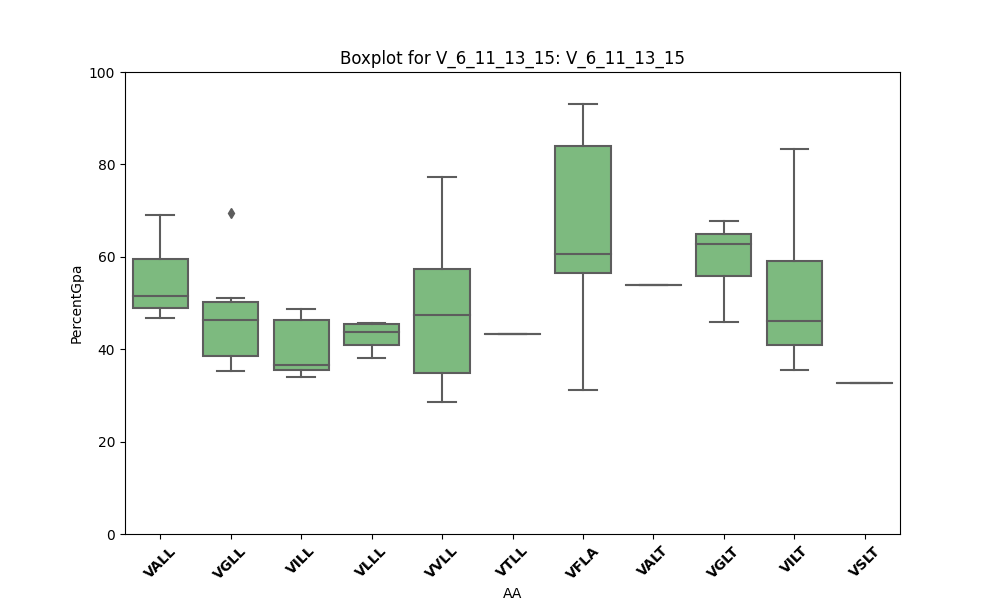 Boxplot for V_6_11_13_15: V_6_11_13_15
PercentGpa
100
80
60
40
20
0
VALL VGLL VILL VLLL VVLL VTLL VFLA VALT VGLT VILT VSLT
AA